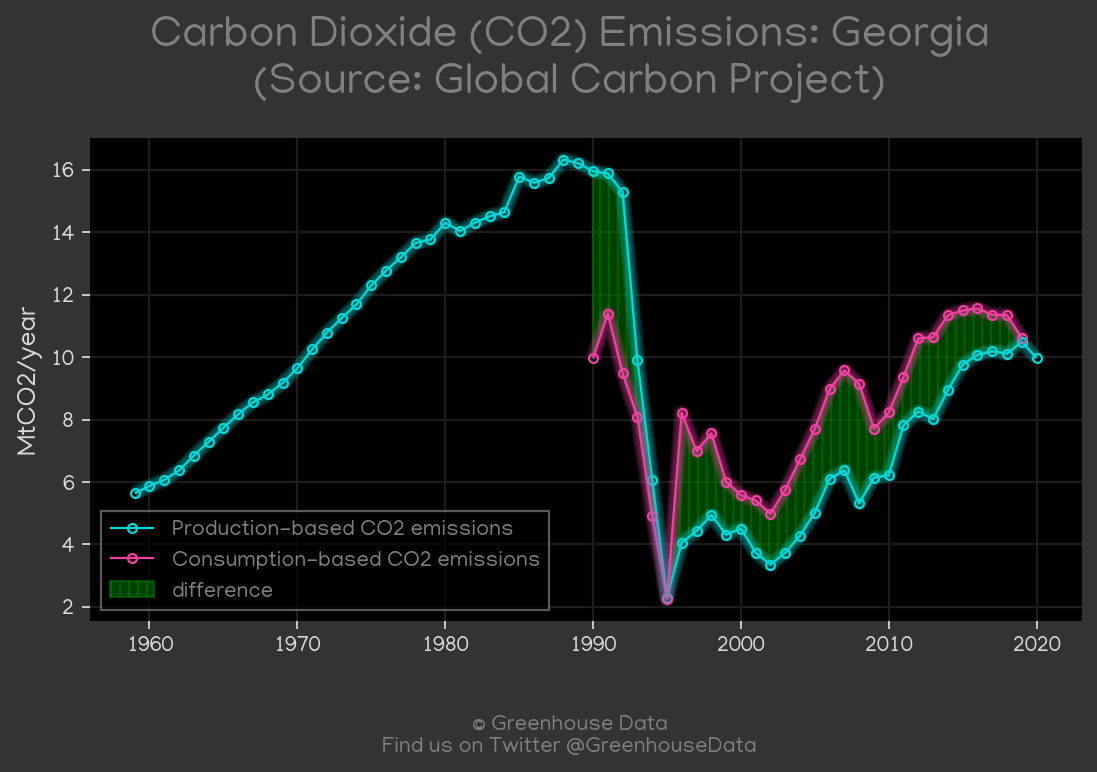 Carbon Dioxide (CO2) Emissions: Georgia
(Source: Global Carbon Project)
MtCO2/year
16
14
12
10
8
6
4
2
Production-based CO2 emissions
Consumption-based CO2 emissions
difference
1960 1970 1980 1990 2000 2010 2020
© Greenhouse Data
Find us on Twitter @GreenhouseData